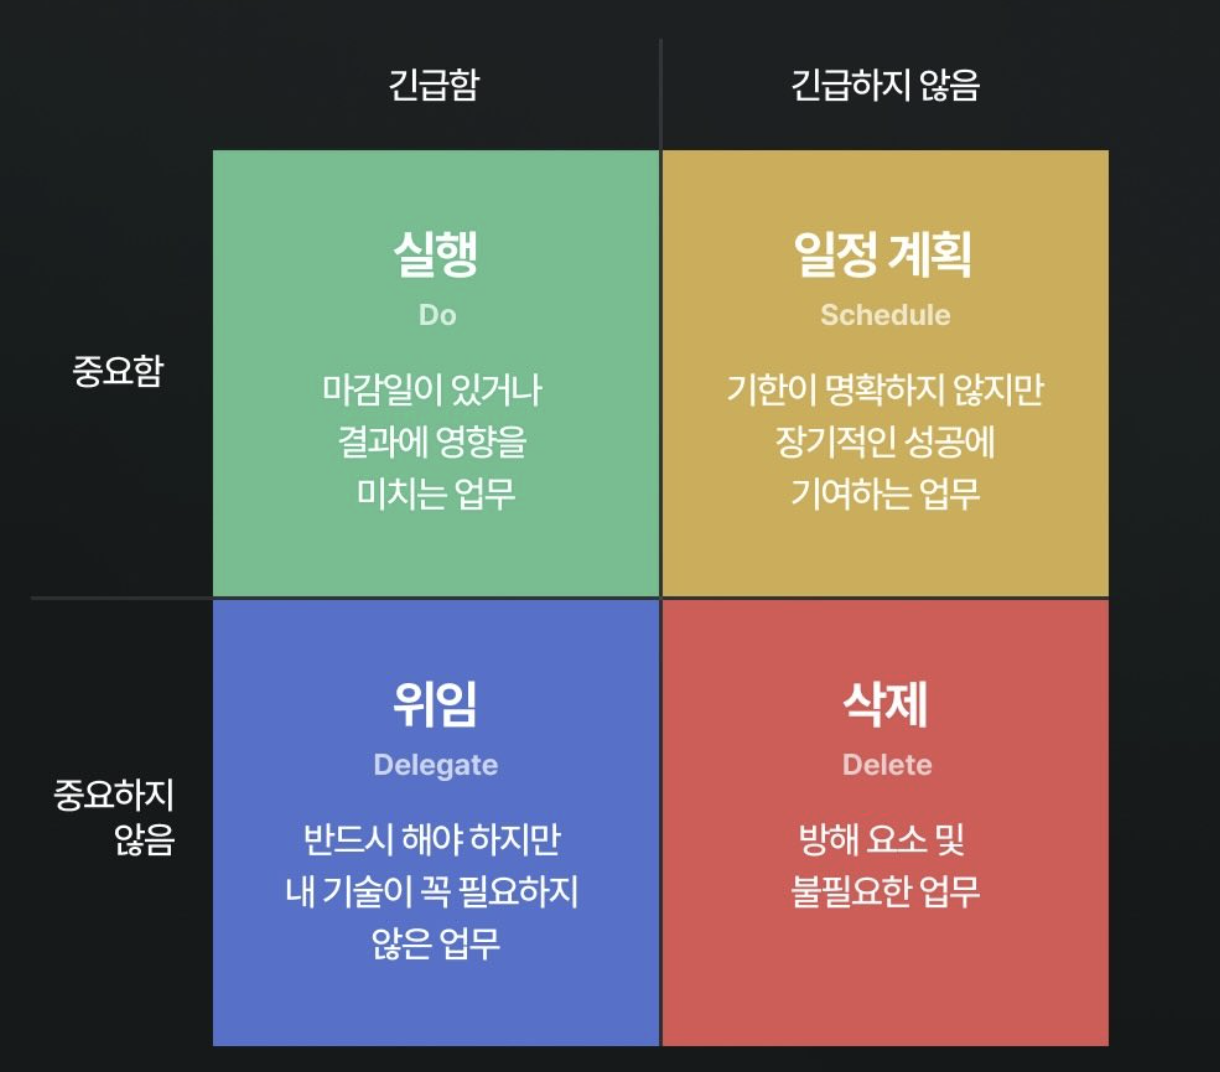 긴급함
긴급하지 않음
중요함
실행
Do
마감일이 있거나
결과에 영향을
미치는 업무
일정 계획
Schedule
기한이 명확하지 않지만
장기적인 성공에
기여하는 업무
중요하지
않음
위임
Delegate
반드시 해야 하지만
내 기술이 꼭 필요하지
않은 업무
삭제
Delete
방해 요소 및
불필요한 업무